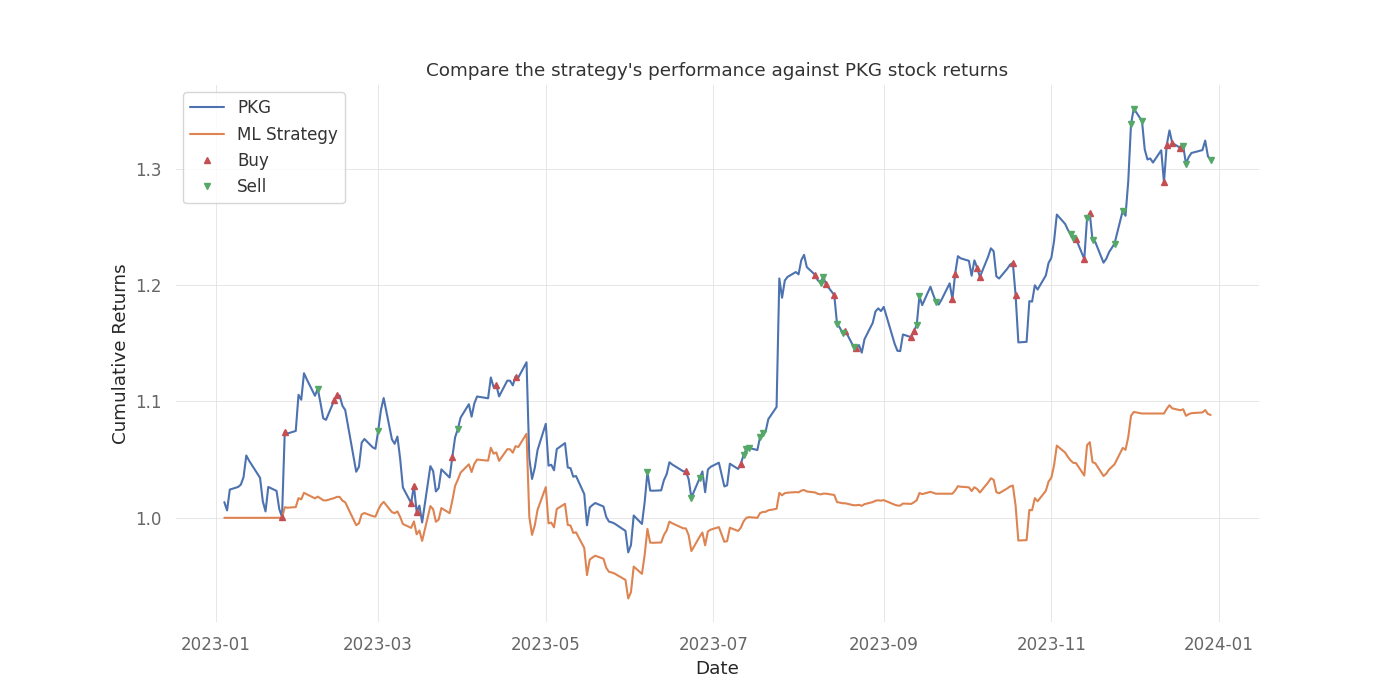 Compare the strategy's performance against PKG stock returns
PKG
ML Strategy
Buy
Sell
Cumulative Returns
1.3
1.2
1.1
1.0
2023-01
2023-03
2023-05
2023-07
2023-09
2023-11
2024-01
Date